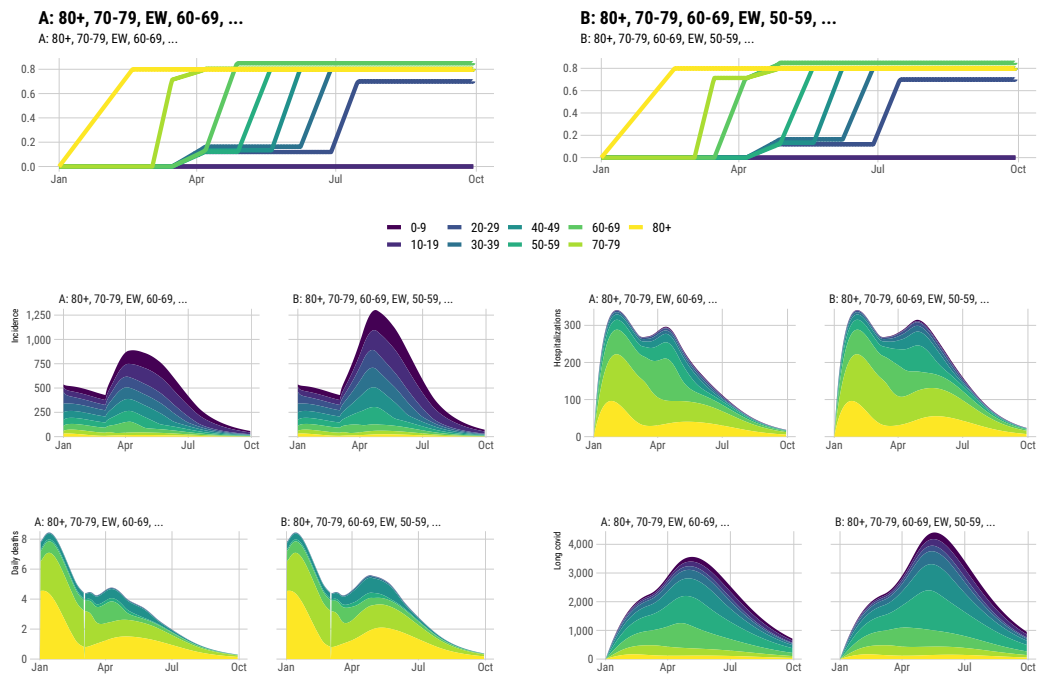 A: 80+, 70-79, EW, 60-69, ...
A: 80+, 70-79, EW, 60-69, ...
0.8
0.6
0.4
0.2
0.0
Jan Apr Jul Oct
B: 80+, 70-79, 60-69, EW, 50-59, ...
B: 80+, 70-79, 60-69, EW, 50-59, ...
0.8
0.6
0.4
0.2
0.0
Jan Apr Jul Oct
0-9 20-29 40-49 60-69 80+
10-19 30-39 50-59 70-79
A: 80+, 70-79, EW, 60-69, ...
B: 80+, 70-79, 60-69, EW, 50-59, ...
Incidence
1,250
1,000
750
500
250
0
Jan Apr Jul Oct
Jan Apr Jul Oct
A: 80+, 70-79, EW, 60-69, ...
B: 80+, 70-79, 60-69, EW, 50-59, ...
Hospitalizations
300
200
100
0
Jan Apr Jul Oct
Jan Apr Jul Oct
A: 80+, 70-79, EW, 60-69, ...
B: 80+, 70-79, 60-69, EW, 50-59, ...
Daily deaths
8
6
4
2
0
Jan Apr Jul Oct
Jan Apr Jul Oct
A: 80+, 70-79, EW, 60-69, ...
B: 80+, 70-79, 60-69, EW, 50-59, ...
Long covid
4,000
3,000
2,000
1,000
0
Jan Apr Jul Oct
Jan Apr Jul Oct